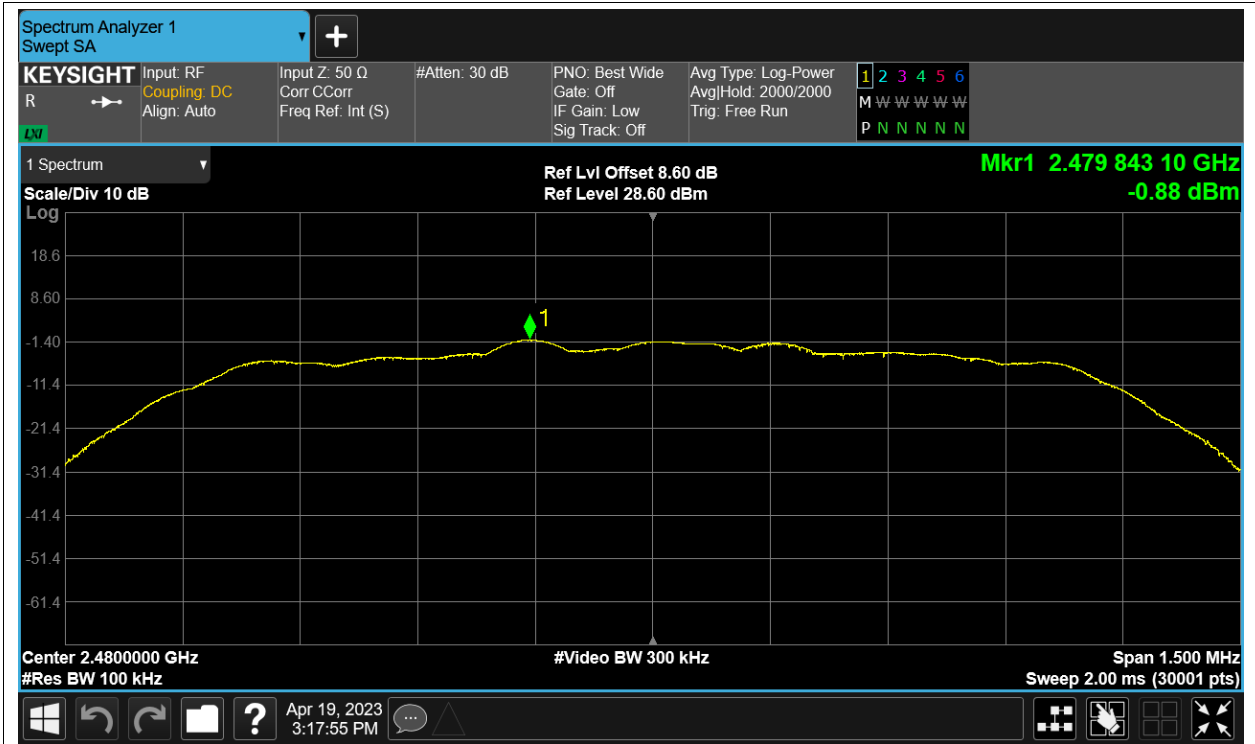 Spectrum Analyzer 1
Swept SA
KEYSIGHT
R
LXI
Input: RF
Coupling: DC
Align: Auto
Input Z: 50 Ω
Corr CCorr
Freq Ref: Int (S)
#Atten: 30 dB
PNO: Best Wide
Gate: Off
IF Gain: Low
Sig Track: Off
Avg Type: Log-Power
Avg|Hold: 2000/2000
Trig: Free Run
1 2 3 4 5 6
M W W W W W
P N N N N N
1 Spectrum
Scale/Div 10 dB
Log
Ref Lvl Offset 8.60 dB
Ref Level 28.60 dBm
Mkr1 2.479 843 10 GHz
-0.88 dBm
18.6
8.60
1
-1.40
-11.4
-21.4
-31.4
-41.4
-51.4
-61.4
Center 2.4800000 GHz
#Res BW 100 kHz
#Video BW 300 kHz
Span 1.500 MHz
Sweep 2.00 ms (30001 pts)
?
Apr 19, 2023
3:17:55 PM